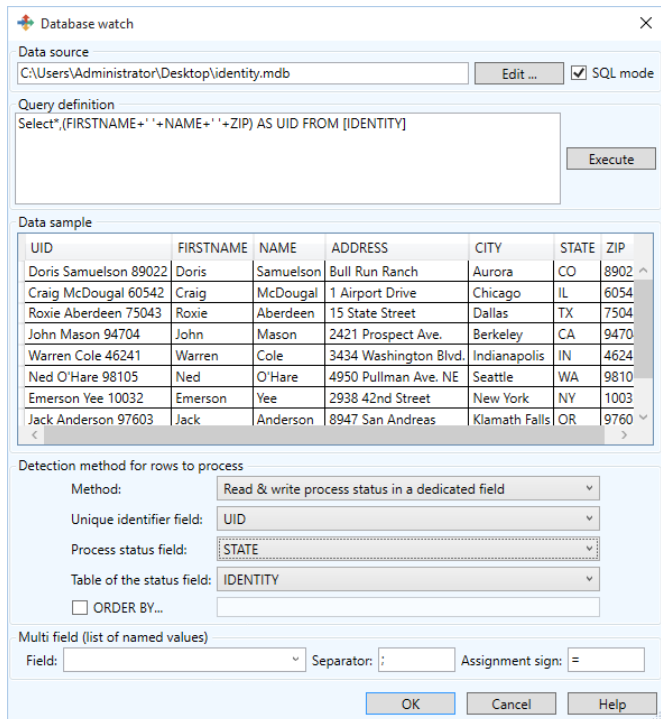 Database watch
Data source
C:\Users\Administrator\Desktop\identity.mdb Edit ... SQL mode
Query definition
Select*,(FIRSTNAME+' '+NAME+' '+ZIP) AS UID FROM [IDENTITY]
Execute
Data sample
UID FIRSTNAME NAME ADDRESS CITY STATE ZIP
Doris Samuelson 89022 Doris Samuelson Bull Run Ranch Aurora CO 8902
Craig McDougal 60542 Craig McDougal 1 Airport Drive Chicago IL 6054
Roxie Aberdeen 75043 Roxie Aberdeen 15 State Street Dallas TX 7504
John Mason 94704 John Mason 2421 Prospect Ave. Berkeley CA 9470
Warren Cole 46241 Warren Cole 3434 Washington Blvd. Indianapolis IN 4624
Ned O'Hare 98105 Ned O'Hare 4950 Pullman Ave. NE Seattle WA 9810
Emerson Yee 10032 Emerson Yee 2938 42nd Street New York NY 1003
Jack Anderson 97603 Jack Anderson 8947 San Andreas Klamath Falls OR 9760
Detection method for rows to process
Method: Read & write process status in a dedicated field
Unique identifier field: UID
Process status field: STATE
Table of the status field: IDENTITY
ORDER BY...
Multi field (list of named values)
Field: Separator: ; Assignment sign: =
OK Cancel Help